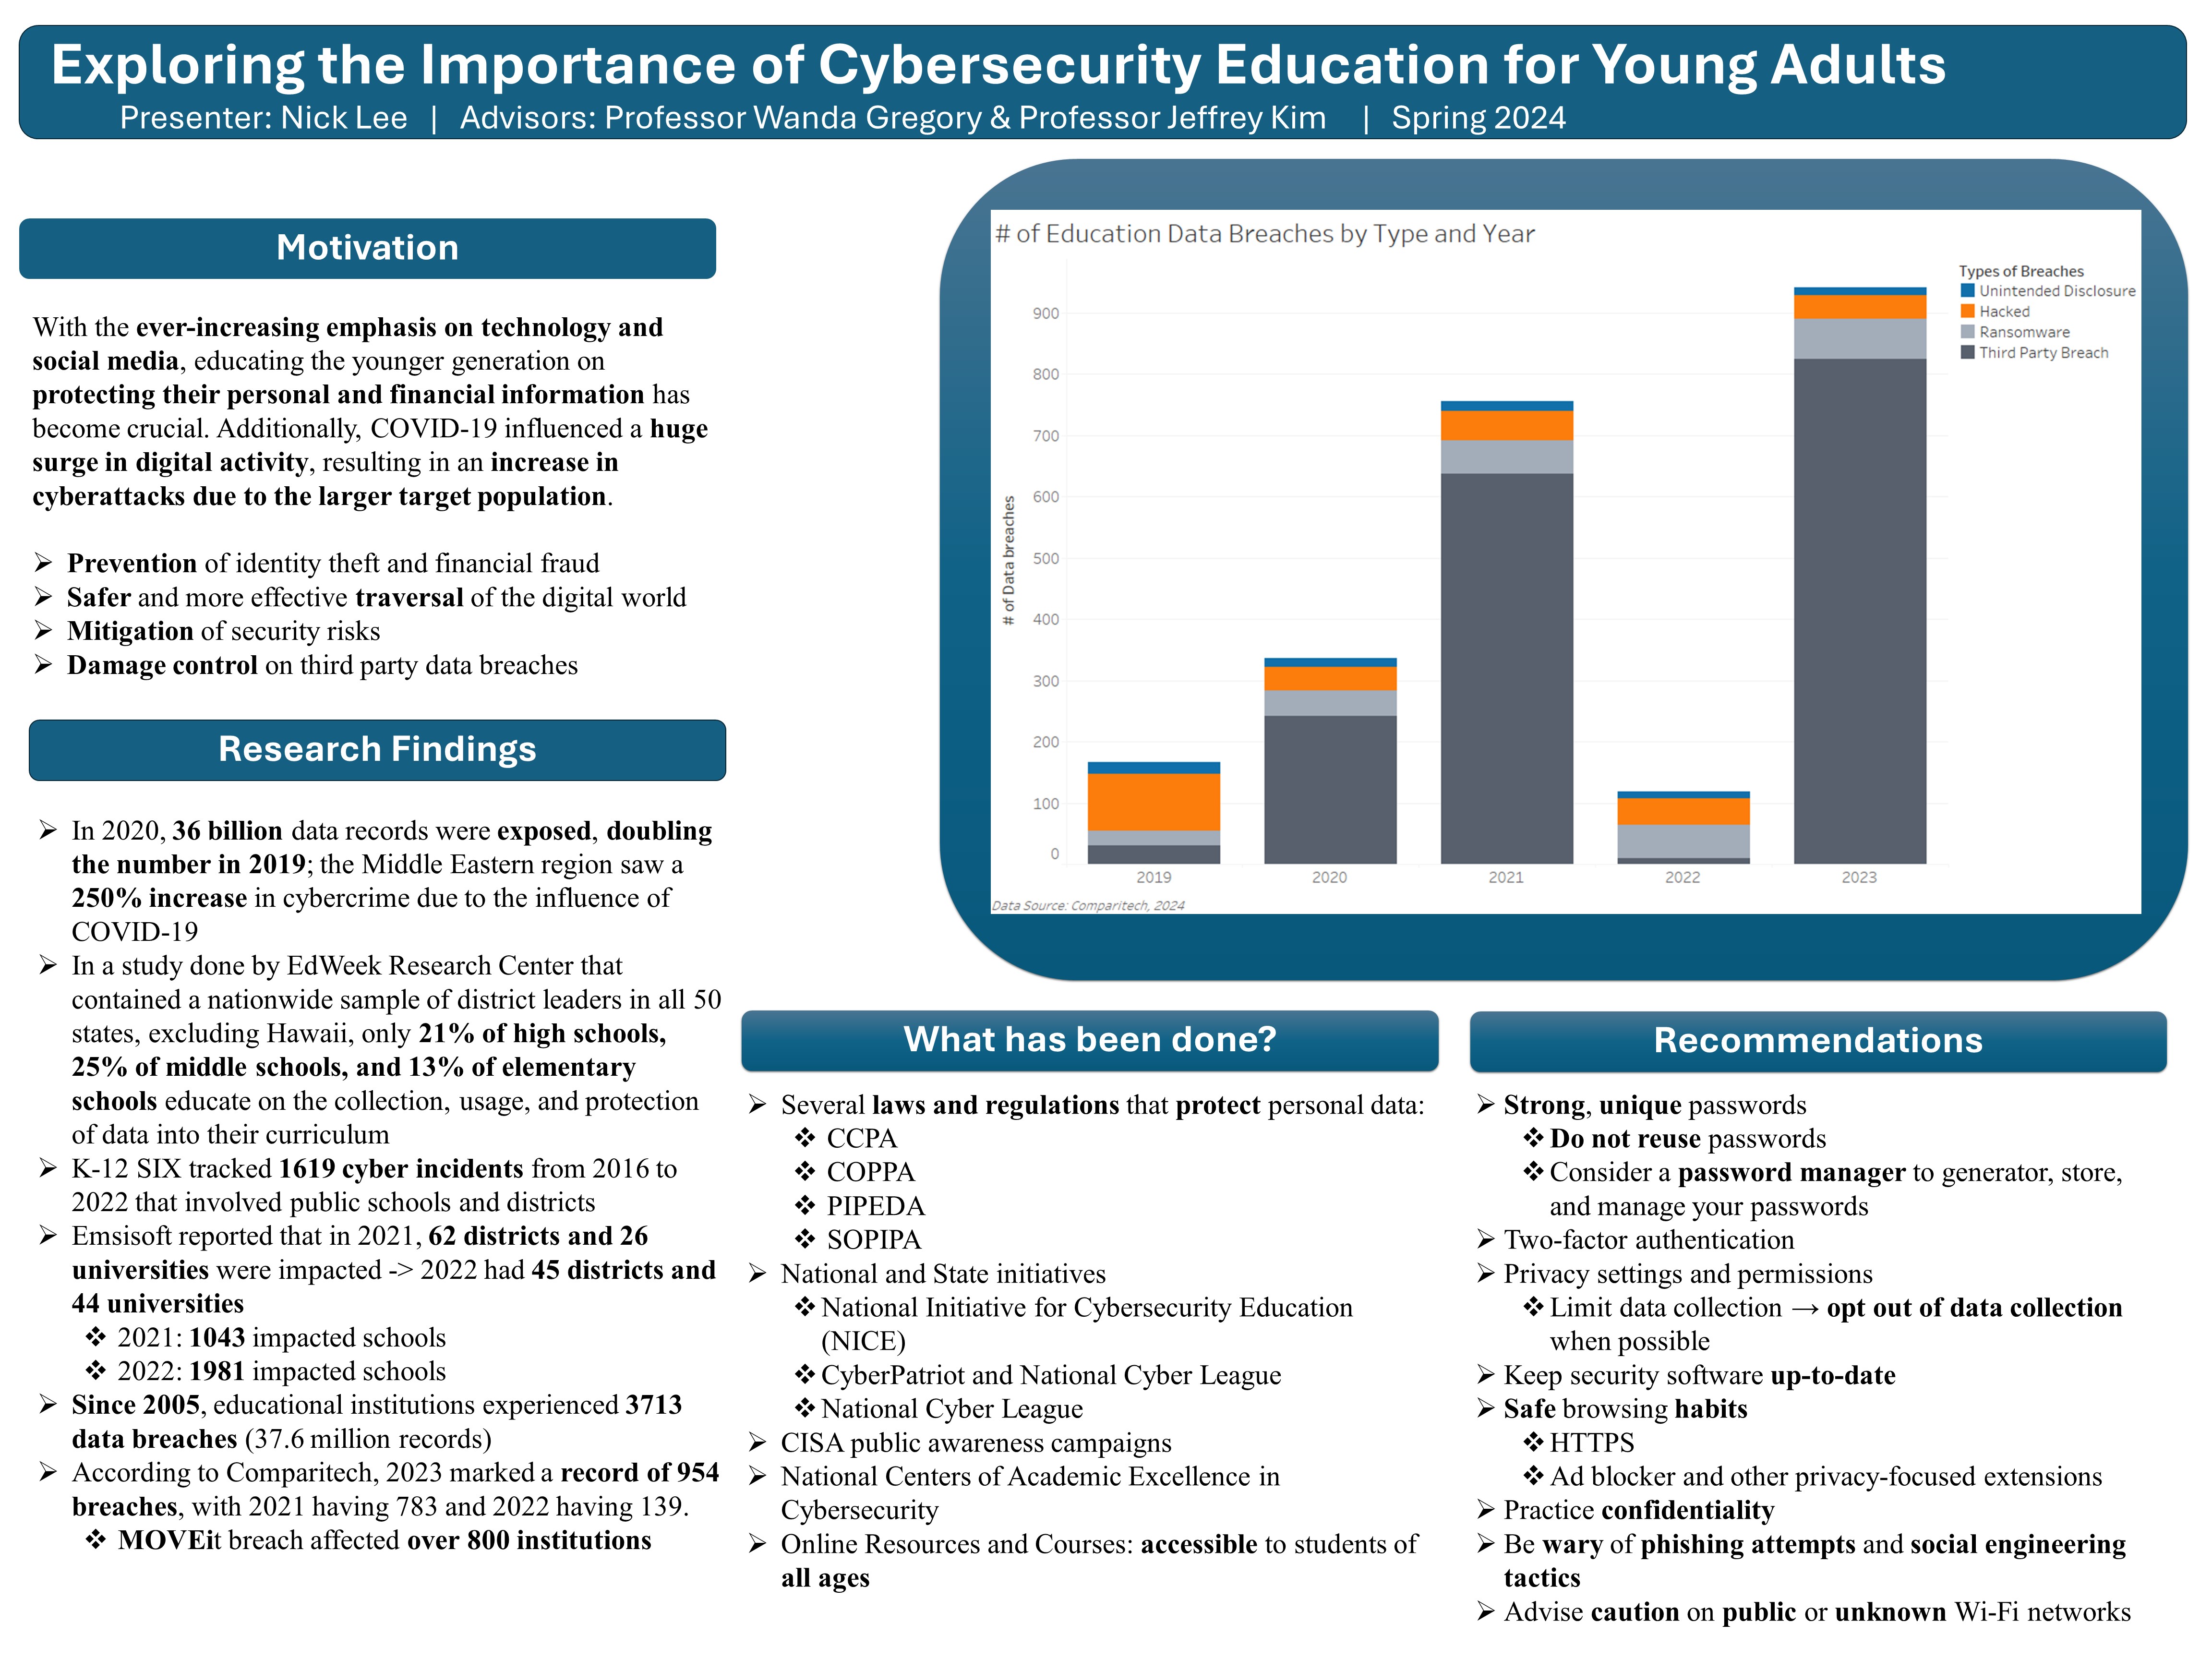 Exploring the Importance of Cybersecurity Education for Young Adults
Presenter: Nick Lee | Advisors: Professor Wanda Gregory & Professor Jeffrey Kim | Spring 2024
Motivation
With the ever-increasing emphasis on technology and
social media, educating the younger generation on
protecting their personal and financial information has
become crucial. Additionally, COVID-19 influenced a huge
surge in digital activity, resulting in an increase in
cyberattacks due to the larger target population.
➢ Prevention of identity theft and financial fraud
➢ Safer and more effective traversal of the digital world
➢ Mitigation of security risks
➢ Damage control on third party data breaches
Research Findings
➢ In 2020, 36 billion data records were exposed, doubling
the number in 2019; the Middle Eastern region saw a
250% increase in cybercrime due to the influence of
COVID-19
➢ In a study done by EdWeek Research Center that
contained a nationwide sample of district leaders in all 50
states, excluding Hawaii, only 21% of high schools,
25% of middle schools, and 13% of elementary
schools educate on the collection, usage, and protection
of data into their curriculum
➢ K-12 SIX tracked 1619 cyber incidents from 2016 to
2022 that involved public schools and districts
➢ Emsisoft reported that in 2021, 62 districts and 26
universities were impacted -> 2022 had 45 districts and
44 universities
❖ 2021: 1043 impacted schools
❖ 2022: 1981 impacted schools
➢ Since 2005, educational institutions experienced 3713
data breaches (37.6 million records)
➢ According to Comparitech, 2023 marked a record of 954
breaches, with 2021 having 783 and 2022 having 139.
❖ MOVEit breach affected over 800 institutions
# of Education Data Breaches by Type and Year
Types of Breaches
Unintended Disclosure
Hacked
Ransomware
Third Party Breach
# of Data breaches
900
800
700
600
500
400
300
200
100
0
2019 2020 2021 2022 2023
Data Source: Comparitech, 2024
What has been done?
➢ Several laws and regulations that protect personal data:
❖ CCPA
❖ COPPA
❖ PIPEDA
❖ SOPIPA
➢ National and State initiatives
❖ National Initiative for Cybersecurity Education
(NICE)
❖ CyberPatriot and National Cyber League
❖ National Cyber League
➢ CISA public awareness campaigns
➢ National Centers of Academic Excellence in
Cybersecurity
➢ Online Resources and Courses: accessible to students of
all ages
Recommendations
➢ Strong, unique passwords
❖ Do not reuse passwords
❖ Consider a password manager to generator, store,
and manage your passwords
➢ Two-factor authentication
➢ Privacy settings and permissions
❖ Limit data collection → opt out of data collection
when possible
➢ Keep security software up-to-date
➢ Safe browsing habits
❖ HTTPS
❖ Ad blocker and other privacy-focused extensions
➢ Practice confidentiality
➢ Be wary of phishing attempts and social engineering
tactics
➢ Advise caution on public or unknown Wi-Fi networks